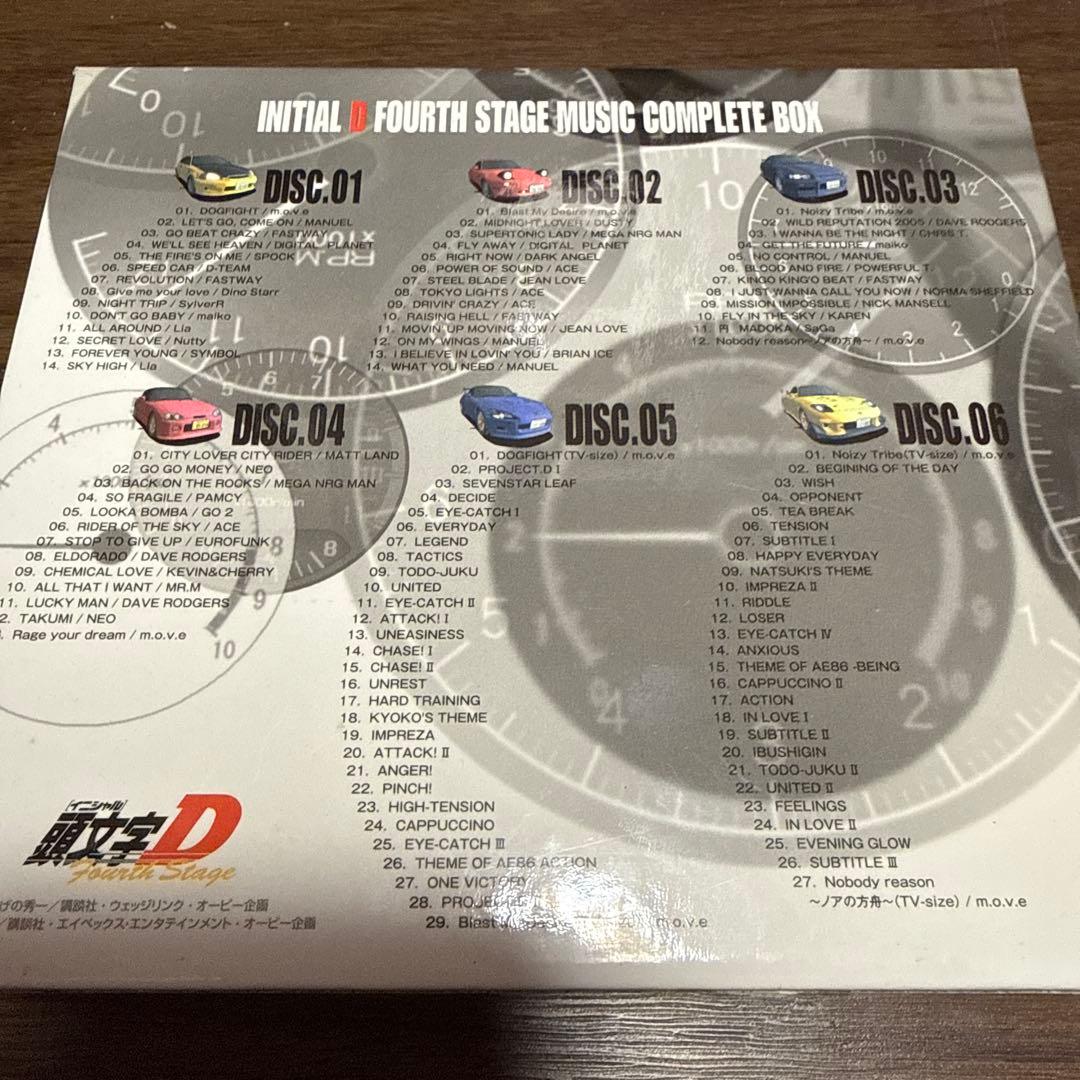 INITIAL D FOURTH STAGE MUSIC COMPLETE BOX
DISC.01
01. DOGFIGHT / m.o.v.e
02. LET'S GO, COME ON / MANUEL
03. GO BEAT CRAZY / FASTWAY
04. WE'LL SEE HEAVEN / DIGITAL PLANET
05. THE FIRE'S ON ME / SPOCK
06. SPEED CAR / D-TEAM
07. REVOLUTION / FASTWAY
08. Give me your love / Dino Starr
09. NIGHT TRIP / SylverR
10. DON'T GO BABY / maiko
11. ALL AROUND / Lia
12. SECRET LOVE / Nutty
13. FOREVER YOUNG / SYMBOL
14. SKY HIGH / Lia
DISC.02
01. Blast My Desire / m.o.v.e
02. MIDNIGHT LOVER / DUSTY
03. SUPERTONIC LADY / MEGA NRG MAN
04. FLY AWAY / DIGITAL PLANET
05. RIGHT NOW / DARK ANGEL
06. POWER OF SOUND / ACE
07. STEEL BLADE / JEAN LOVE
08. TOKYO LIGHTS / ACE
09. DRIVIN' CRAZY / ACE
10. RAISING HELL / FASTWAY
11. MOVIN' UP MOVING NOW / JEAN LOVE
12. ON MY WINGS / MANUEL
13. I BELIEVE IN LOVIN' YOU / BRIAN ICE
14. WHAT YOU NEED / MANUEL
DISC.03
01. Noizy Tribe / m.o.v.e
02. WILD REPUTATION 2005 / DAVE RODGERS
03. I WANNA BE THE NIGHT / CHRIS T.
04. GET THE FUTURE / maiko
05. NO CONTROL / MANUEL
06. BLOOD AND FIRE / POWERFUL T.
07. KINGO KING'O BEAT / FASTWAY
08. I JUST WANNA CALL YOU NOW / NORMA SHEFFIELD
09. MISSION IMPOSSIBLE / NICK MANSELL
10. FLY IN THE SKY / KAREN
11. 円 MADOKA / SaGa
12. Nobody reason〜ノアの方舟〜 / m.o.v.e
DISC.04
01. CITY LOVER CITY RIDER / MATT LAND
02. GO GO MONEY / NEO
03. BACK ON THE ROCKS / MEGA NRG MAN
04. SO FRAGILE / PAMCY
05. LOOKA BOMBA / GO 2
06. RIDER OF THE SKY / ACE
07. STOP TO GIVE UP / EUROFUNK
08. ELDORADO / DAVE RODGERS
09. CHEMICAL LOVE / KEVIN&CHERRY
10. ALL THAT I WANT / MR.M
11. LUCKY MAN / DAVE RODGERS
2. TAKUMI / NEO
Rage your dream / m.o.v.e
DISC.05
01. DOGFIGHT(TV-size) / m.o.v.e
02. PROJECT.D I
03. SEVENSTAR LEAF
04. DECIDE
05. EYE-CATCH I
06. EVERYDAY
07. LEGEND
08. TACTICS
09. TODO-JUKU
10. UNITED
11. EYE-CATCH II
12. ATTACK! I
13. UNEASINESS
14. CHASE! I
15. CHASE! II
16. UNREST
17. HARD TRAINING
18. KYOKO'S THEME
19. IMPREZA
20. ATTACK! II
21. ANGER!
22. PINCH!
23. HIGH-TENSION
24. CAPPUCCINO
25. EYE-CATCH III
26. THEME OF AE86 ACTION
27. ONE VICTORY
28. PROJ
29. Blast m.o.v.e
DISC.06
01. Noizy Tribe(TV-size) / m.o.v.e
02. BEGINING OF THE DAY
03. WISH
04. OPPONENT
05. TEA BREAK
06. TENSION
07. SUBTITLE I
08. HAPPY EVERYDAY
09. NATSUKI'S THEME
10. IMPREZA II
11. RIDDLE
12. LOSER
13. EYE-CATCH IV
14. ANXIOUS
15. THEME OF AE86 -BEING
16. CAPPUCCINO II
17. ACTION
18. IN LOVE I
19. SUBTITLE II
20. IBUSHIGIN
21. TODO-JUKU II
22. UNITED II
23. FEELINGS
24. IN LOVE II
25. EVENING GLOW
26. SUBTITLE III
27. Nobody reason
〜ノアの方舟〜(TV-size) / m.o.v.e
[イニシャル]
頭文字D
Fourth Stage
げの秀一／講談社・ウェッジリンク・オービー企画
／講談社・エイベックス・エンタテインメント・オービー企画